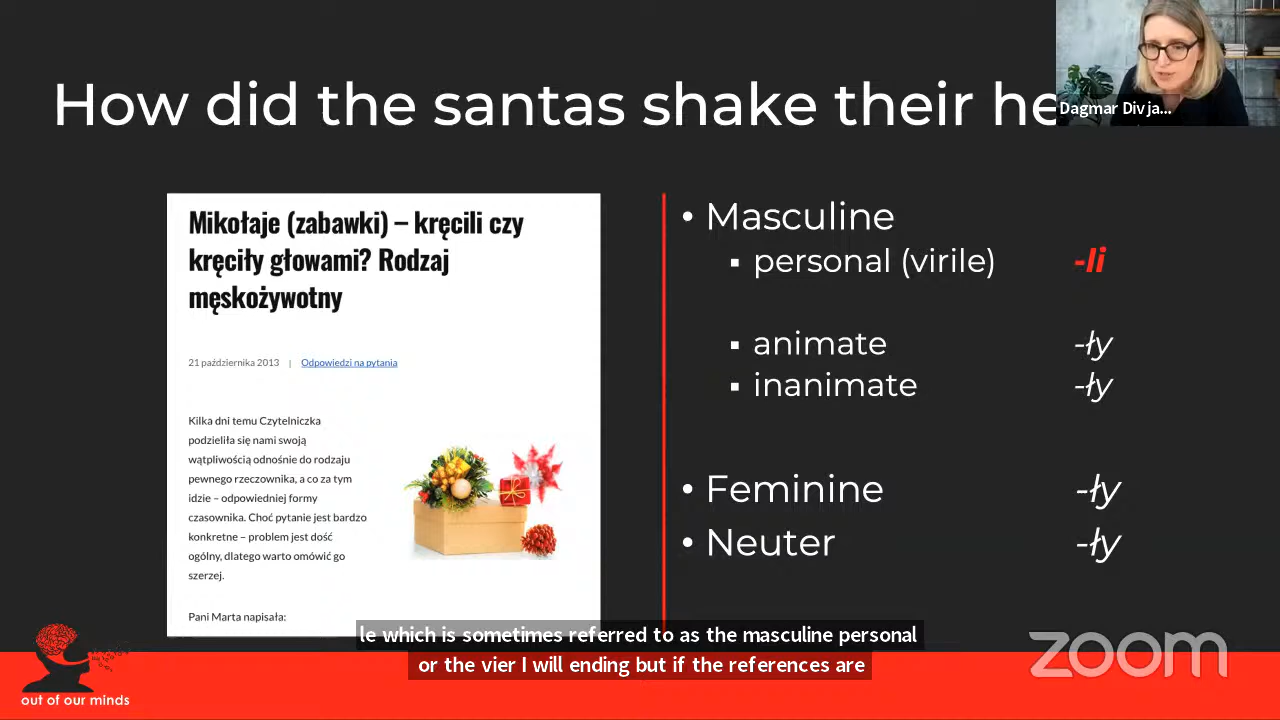 How did the santas shake their he
Dagmar Divja...
Mikołaje (zabawki) – kręcili czy
kręciły głowami? Rodzaj
męskożywotny
21 października 2013 | Odpowiedzi na pytania
Kilka dni temu Czytelniczka
podzieliła się nami swoją
wątpliwością odnośnie do rodzaju
pewnego rzeczownika, a co za tym
idzie – odpowiedniej formy
czasownika. Choć pytanie jest bardzo
konkretne – problem jest dość
ogólny, dlatego warto omówić go
szerzej.
Pani Marta napisała:
• Masculine
▪ personal (virile) -li
▪ animate -ły
▪ inanimate -ły
• Feminine -ły
• Neuter -ły
le which is sometimes referred to as the masculine personal
or the vier I will ending but if the references are
out of our minds
zoom